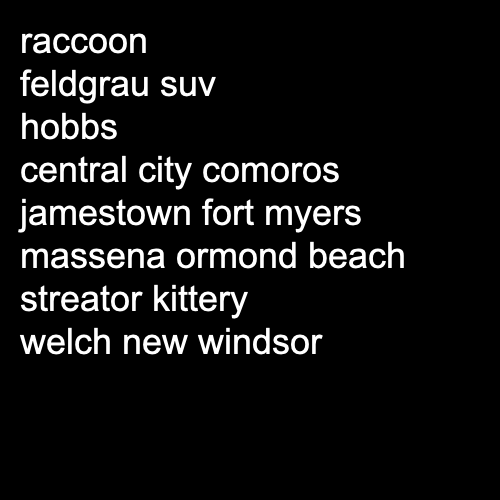 raccoon
feldgrau suv
hobbs
central city comoros
jamestown fort myers
massena ormond beach
streator kittery
welch new windsor